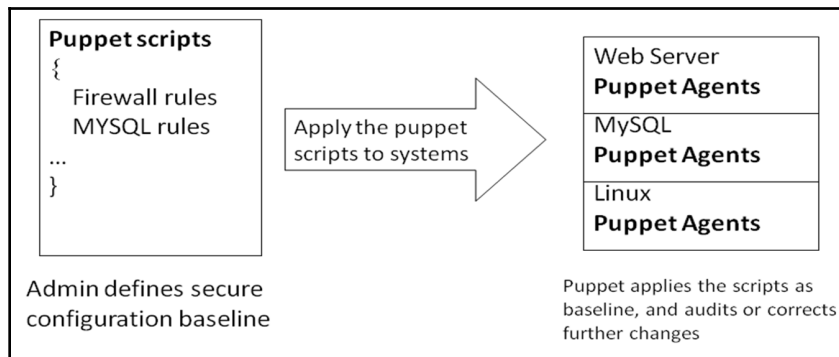 Puppet scripts
{
Firewall rules
MYSQL rules
...
}
Admin defines secure
configuration baseline
Apply the puppet
scripts to systems
Web Server
Puppet Agents
MySQL
Puppet Agents
Linux
Puppet Agents
Puppet applies the scripts as
baseline, and audits or corrects
further changes